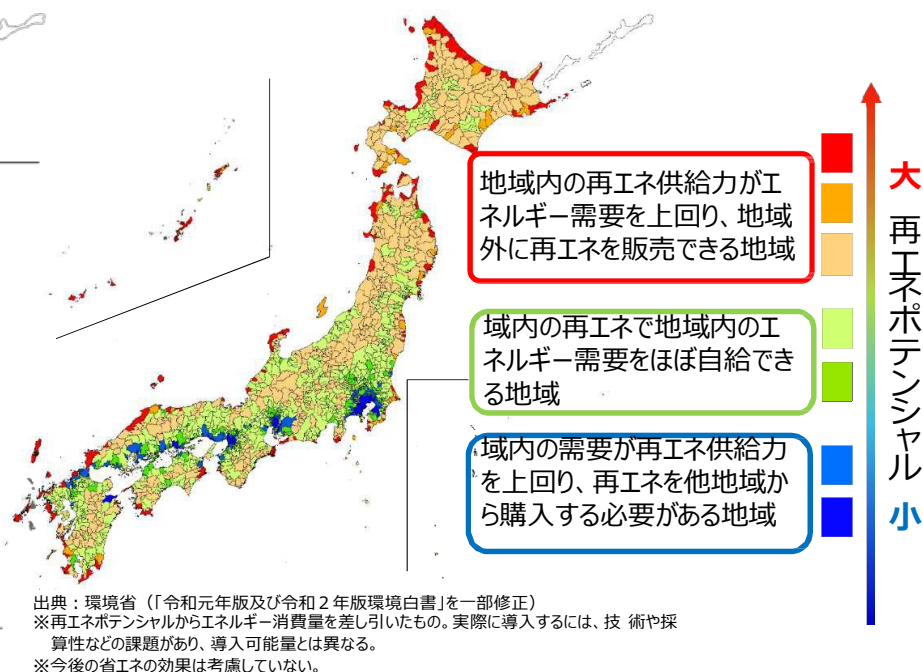 地域内の再エネ供給力がエ
ネルギー需要を上回り、地域
外に再エネを販売できる地域
域内の再エネで地域内のエ
ネルギー需要をほぼ自給でき
る地域
域内の需要が再エネ供給力
を上回り、再エネを他地域か
ら購入する必要がある地域
大
再エネポテンシャル
小
出典：環境省（「令和元年版及び令和２年版環境白書」を一部修正）
※再エネポテンシャルからエネルギー消費量を差し引いたもの。実際に導入するには、技 術や採
算性などの課題があり、導入可能量とは異なる。
※今後の省エネの効果は考慮していない。